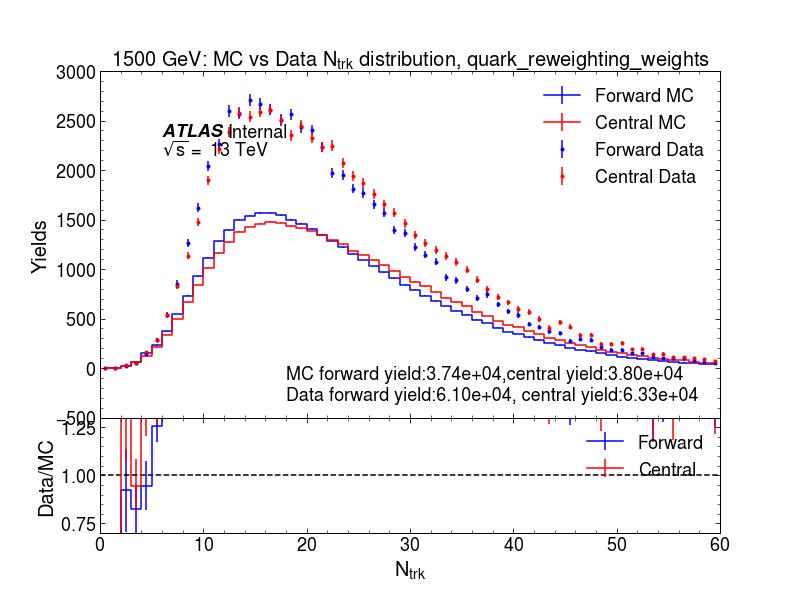 1500 GeV: MC vs Data N_trk distribution, quark_reweighting_weights
3000
2500
2000
1500
1000
500
0
−500
Yields
ATLAS Internal
√s = 13 TeV
Forward MC
Central MC
Forward Data
Central Data
MC forward yield:3.74e+04,central yield:3.80e+04
Data forward yield:6.10e+04, central yield:6.33e+04
1.25
1.00
0.75
Data/MC
Forward
Central
0 10 20 30 40 50 60
N_trk